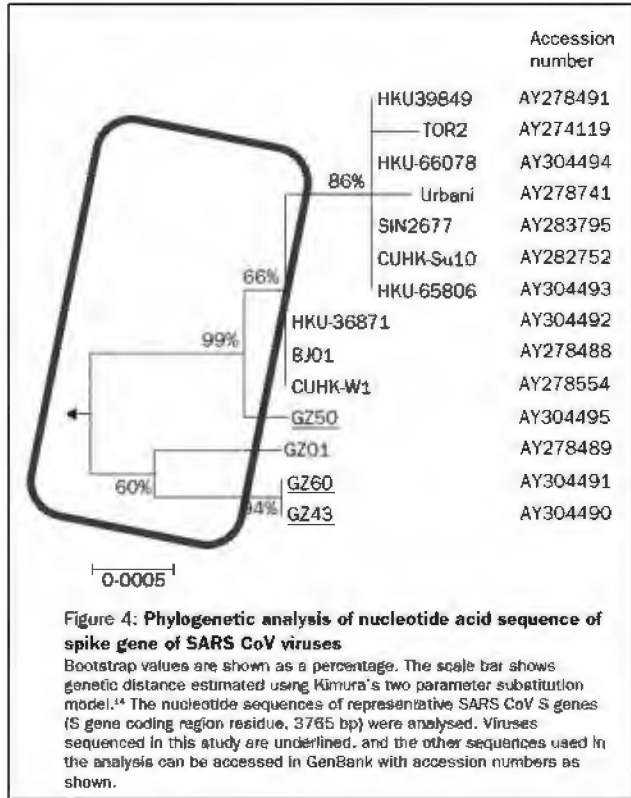 Accession
number
HKU39849 AY278491
TOR2 AY274119
HKU-66078 AY304494
86%
Urbani AY278741
SIN2677 AY283795
CUHK-Su10 AY282752
66%
HKU-65806 AY304493
HKU-36871 AY304492
99%
BJ01 AY278488
CUHK-W1 AY278554
GZ50 AY304495
GZ01 AY278489
60%
GZ60 AY304491
94%
GZ43 AY304490
0·0005
Figure 4: Phylogenetic analysis of nucleotide acid sequence of
spike gene of SARS CoV viruses
Bootstrap values are shown as a percentage. The scale bar shows
genetic distance estimated using Kimura's two parameter substitution
model.¹⁴ The nucleotide sequences of representative SARS CoV S genes
(S gene coding region residue, 3765 bp) were analysed. Viruses
sequenced in this study are underlined, and the other sequences used in
the analysis can be accessed in GenBank with accession numbers as
shown.